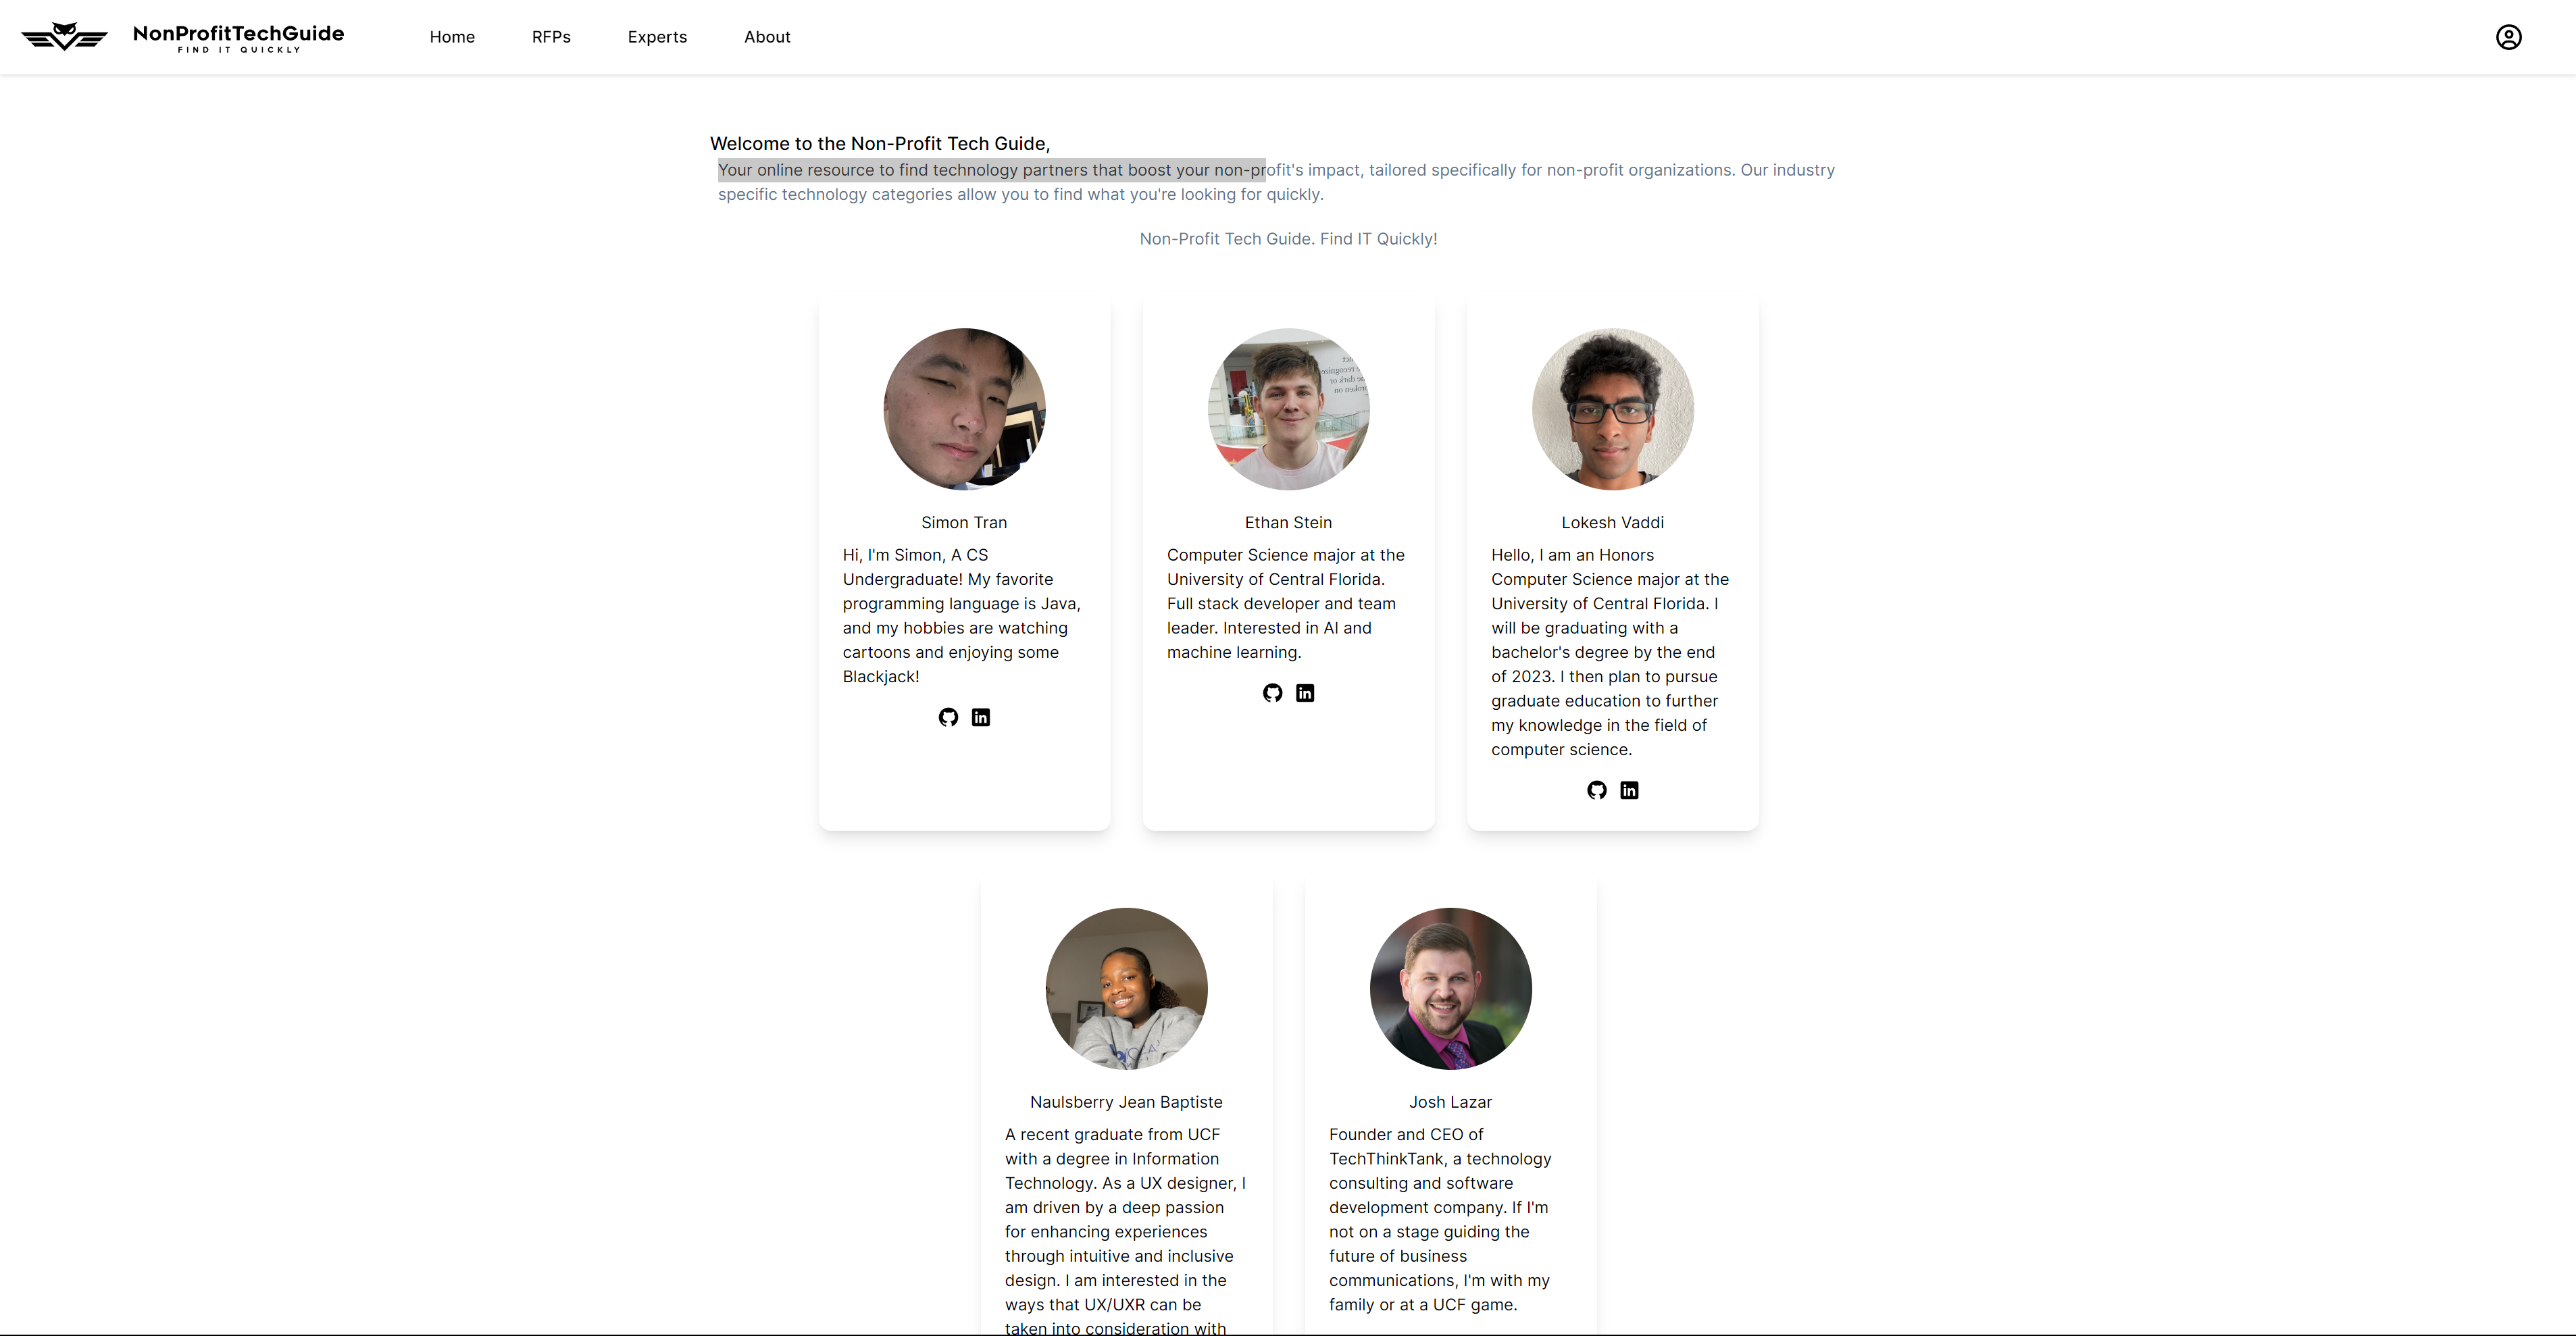 NonProfitTechGuide
FIND IT QUICKLY
Home
RFPs
Experts
About
Welcome to the Non-Profit Tech Guide,
Your online resource to find technology partners that boost your non-profit's impact, tailored specifically for non-profit organizations. Our industry
specific technology categories allow you to find what you're looking for quickly.
Non-Profit Tech Guide. Find IT Quickly!
Simon Tran
Hi, I'm Simon, A CS
Undergraduate! My favorite
programming language is Java,
and my hobbies are watching
cartoons and enjoying some
Blackjack!
Ethan Stein
Computer Science major at the
University of Central Florida.
Full stack developer and team
leader. Interested in AI and
machine learning.
Lokesh Vaddi
Hello, I am an Honors
Computer Science major at the
University of Central Florida. I
will be graduating with a
bachelor's degree by the end
of 2023. I then plan to pursue
graduate education to further
my knowledge in the field of
computer science.
Naulsberry Jean Baptiste
A recent graduate from UCF
with a degree in Information
Technology. As a UX designer, I
am driven by a deep passion
for enhancing experiences
through intuitive and inclusive
design. I am interested in the
ways that UX/UXR can be
taken into consideration with
Josh Lazar
Founder and CEO of
TechThinkTank, a technology
consulting and software
development company. If I'm
not on a stage guiding the
future of business
communications, I'm with my
family or at a UCF game.